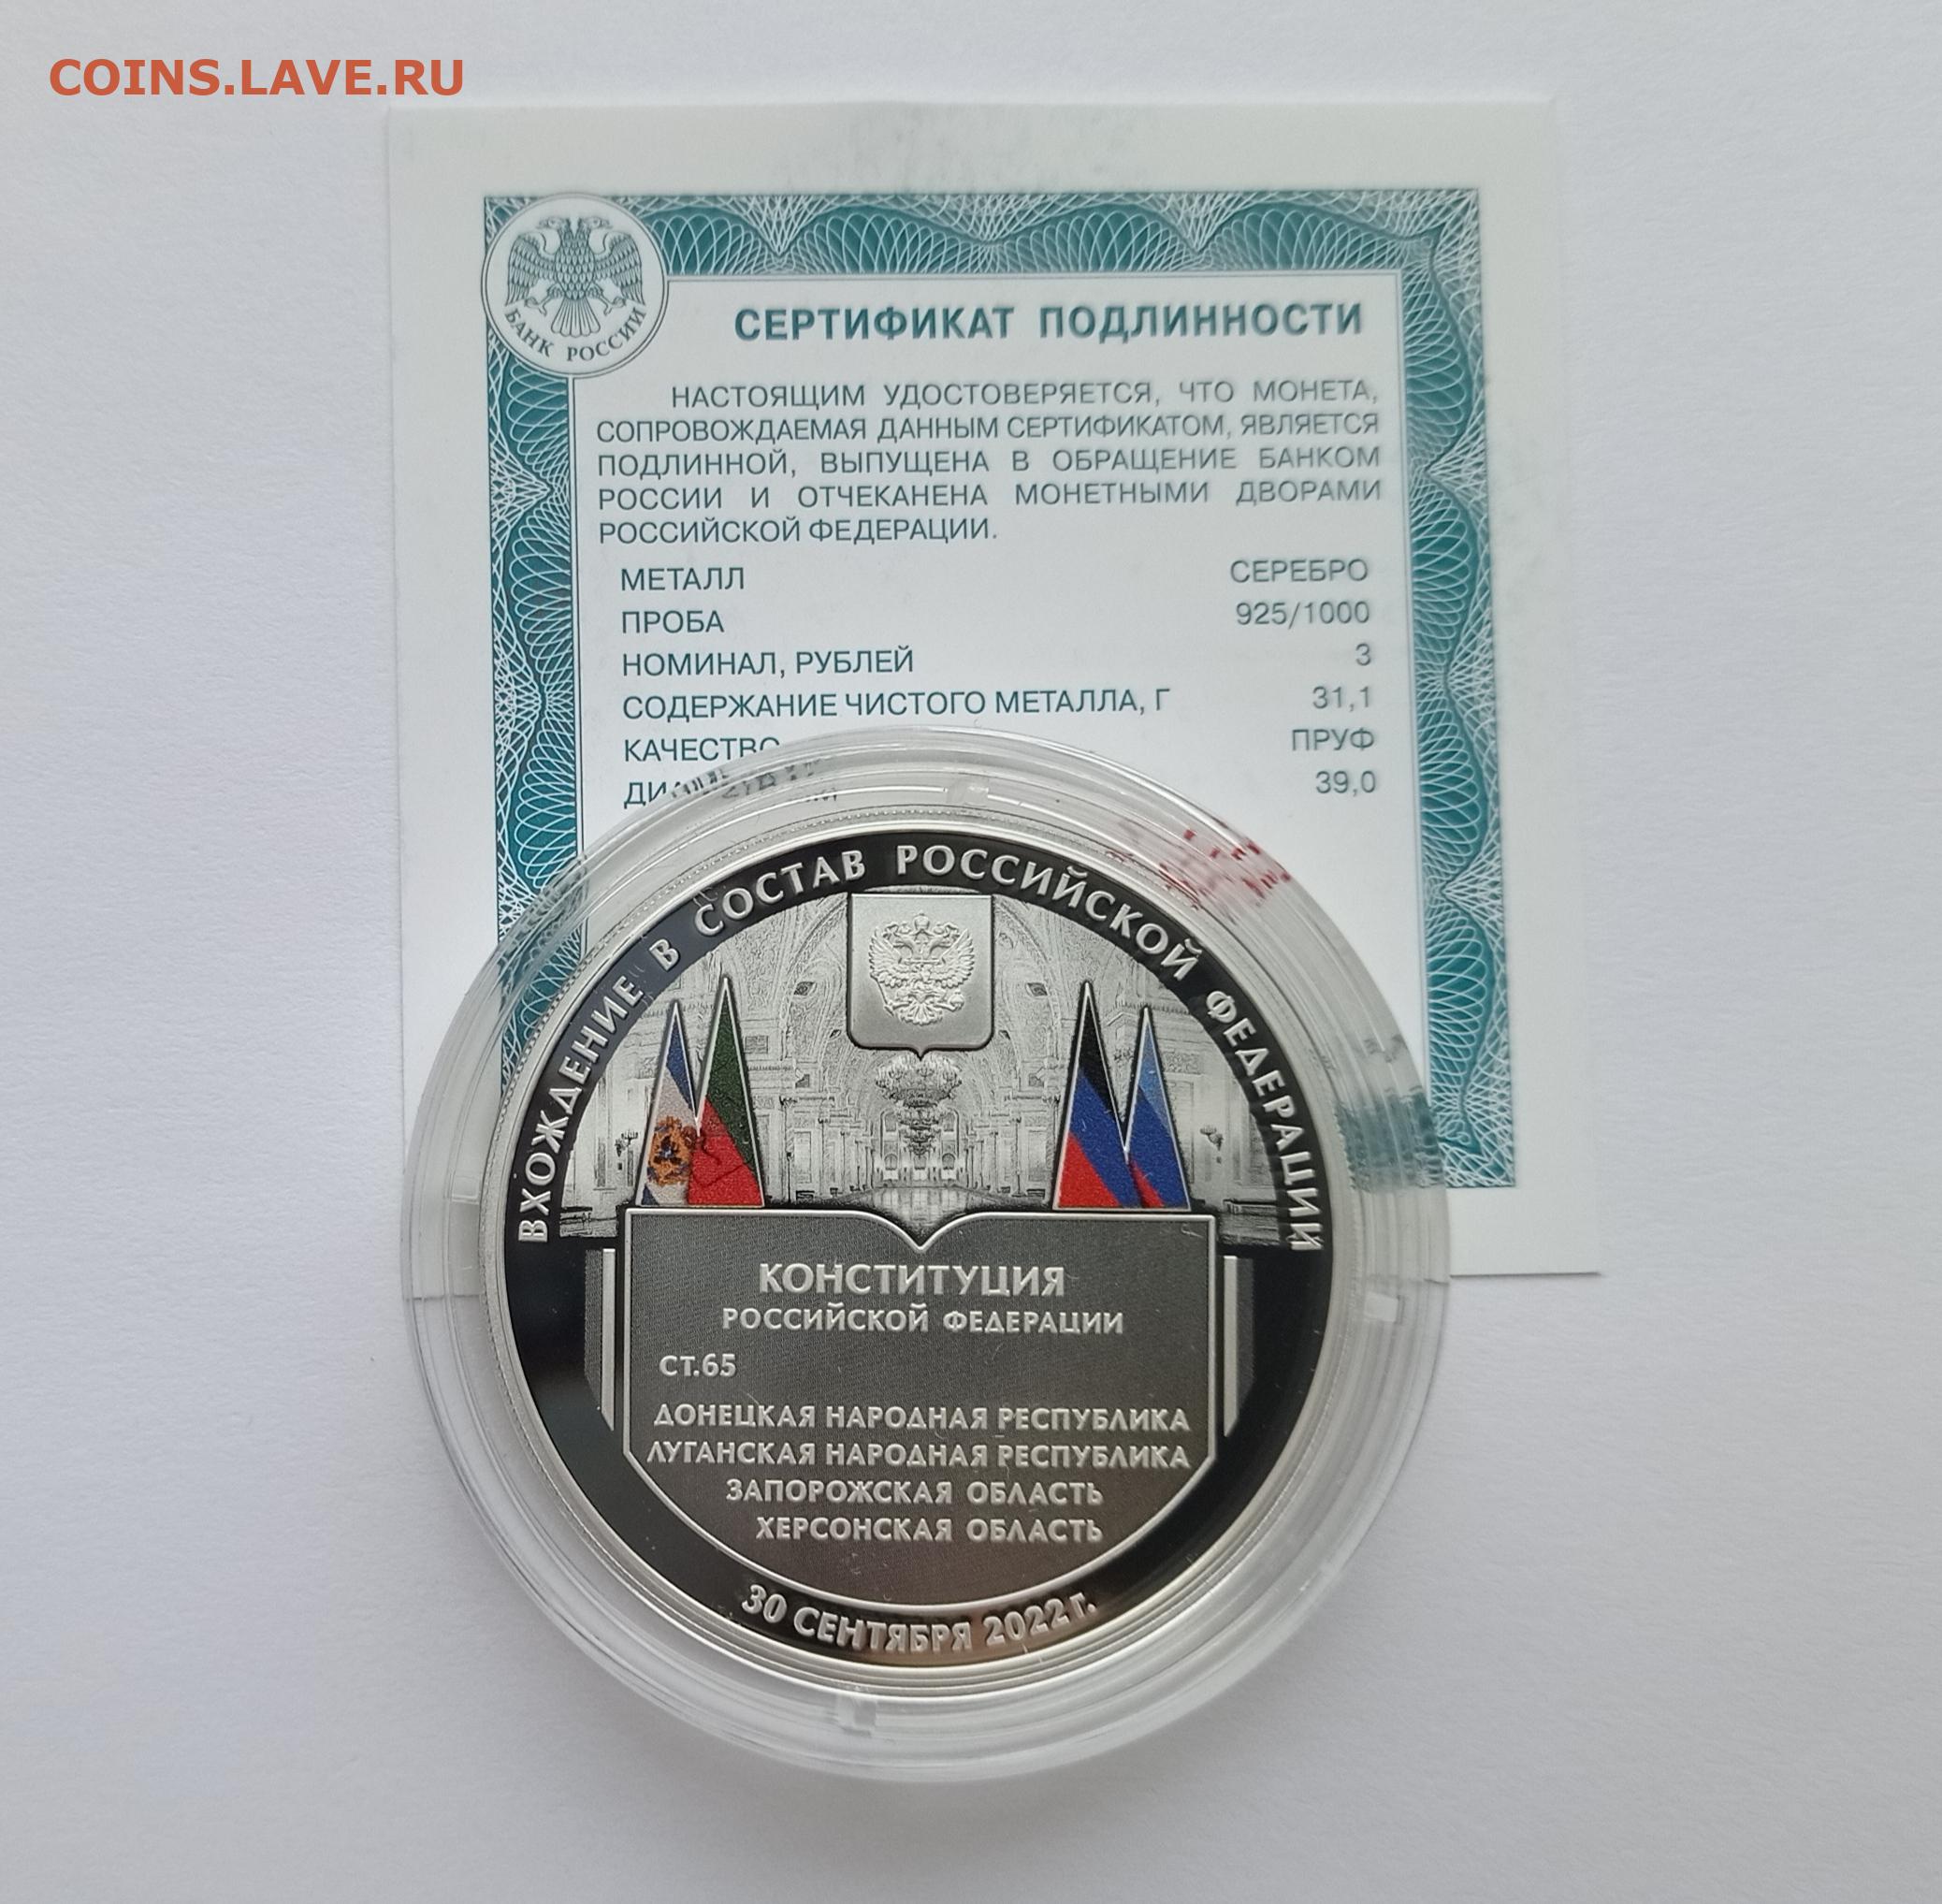 COINS.LAVE.RU
БАНК РОССИИ
СЕРТИФИКАТ ПОДЛИННОСТИ
НАСТОЯЩИМ УДОСТОВЕРЯЕТСЯ, ЧТО МОНЕТА,
СОПРОВОЖДАЕМАЯ ДАННЫМ СЕРТИФИКАТОМ, ЯВЛЯЕТСЯ
ПОДЛИННОЙ, ВЫПУЩЕНА В ОБРАЩЕНИЕ БАНКОМ
РОССИИ И ОТЧЕКАНЕНА МОНЕТНЫМИ ДВОРАМИ
РОССИЙСКОЙ ФЕДЕРАЦИИ.
МЕТАЛЛ СЕРЕБРО
ПРОБА 925/1000
НОМИНАЛ, РУБЛЕЙ 3
СОДЕРЖАНИЕ ЧИСТОГО МЕТАЛЛА, Г 31,1
КАЧЕСТВО ПРУФ
39,0
ВХОЖДЕНИЕ В СОСТАВ РОССИЙСКОЙ ФЕДЕРАЦИИ
КОНСТИТУЦИЯ
РОССИЙСКОЙ ФЕДЕРАЦИИ
СТ.65
ДОНЕЦКАЯ НАРОДНАЯ РЕСПУБЛИКА
ЛУГАНСКАЯ НАРОДНАЯ РЕСПУБЛИКА
ЗАПОРОЖСКАЯ ОБЛАСТЬ
ХЕРСОНСКАЯ ОБЛАСТЬ
30 СЕНТЯБРЯ 2022 г.